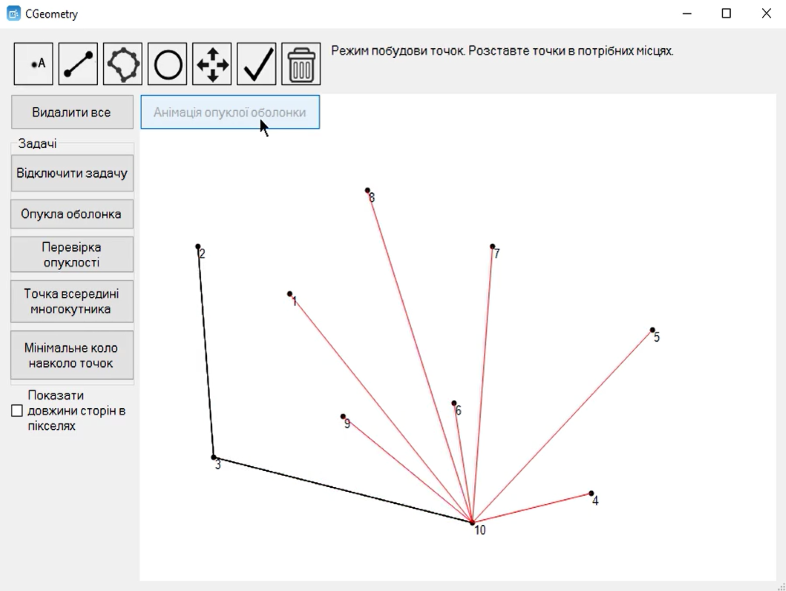 CGeometry
A
Режим побудови точок. Розставте точки в потрібних місцях.
Видалити все
Анімація опуклої оболонки
Задачі
Відключити задачу
Опукла оболонка
Перевірка
опуклості
Точка всередині
многокутника
Мінімальне коло
навколо точок
Показати
довжини сторін в
пікселях
8
2
7
1
5
6
9
3
4
10